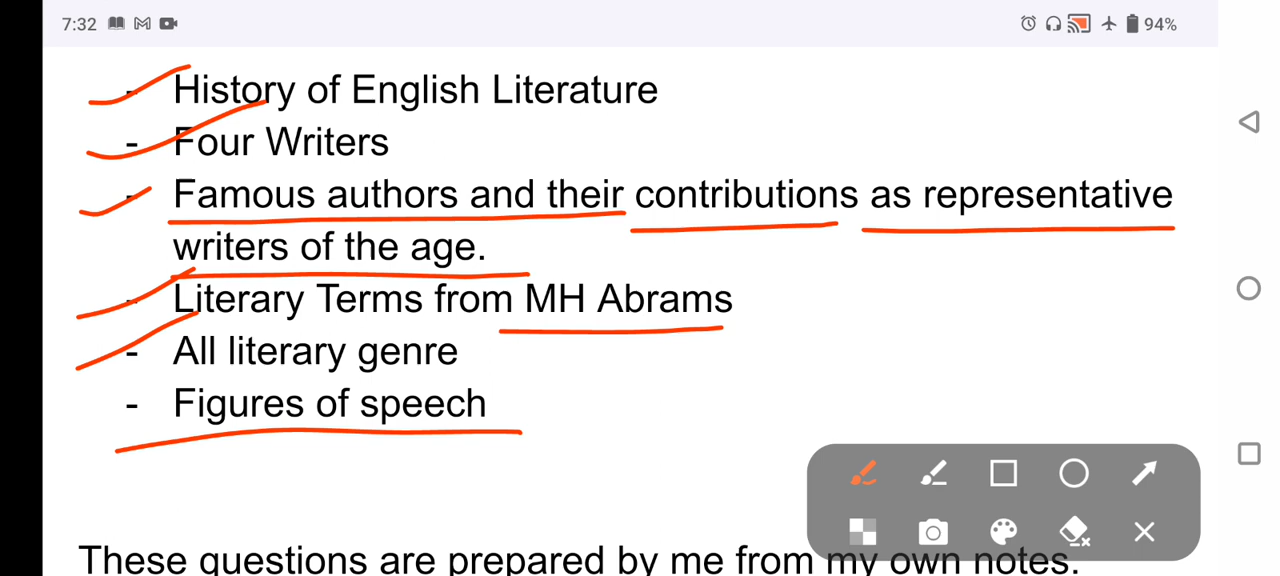 7:32 94%
- History of English Literature
- Four Writers
- Famous authors and their contributions as representative
writers of the age.
- Literary Terms from MH Abrams
- All literary genre
- Figures of speech
These questions are prepared by me from my own notes.